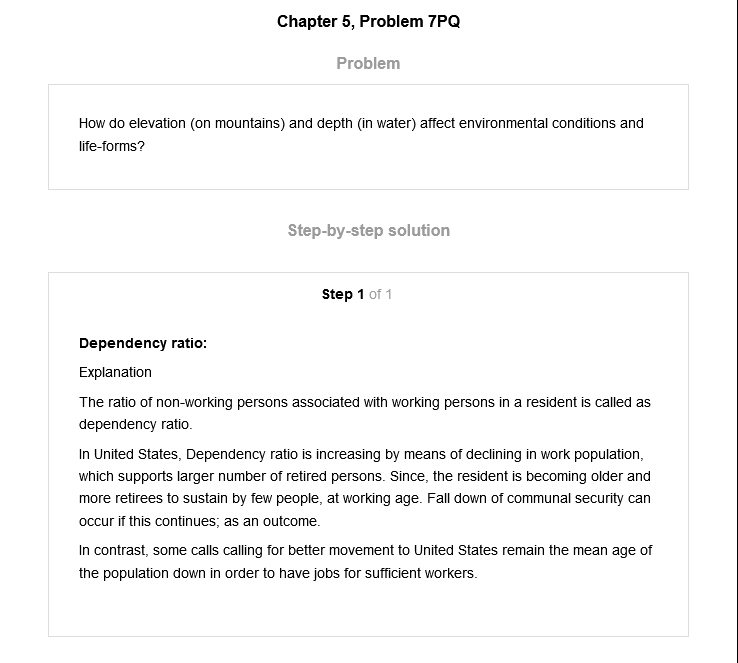 Chapter 5, Problem 7PQ
Problem
How do elevation (on mountains) and depth (in water) affect environmental conditions and
life-forms?
Step-by-step solution
Step 1 of 1
Dependency ratio:
Explanation
The ratio of non-working persons associated with working persons in a resident is called as
dependency ratio.
In United States, Dependency ratio is increasing by means of declining in work population,
which supports larger number of retired persons. Since, the resident is becoming older and
more retirees to sustain by few people, at working age. Fall down of communal security can
occur if this continues; as an outcome.
In contrast, some calls calling for better movement to United States remain the mean age of
the population down in order to have jobs for sufficient workers.